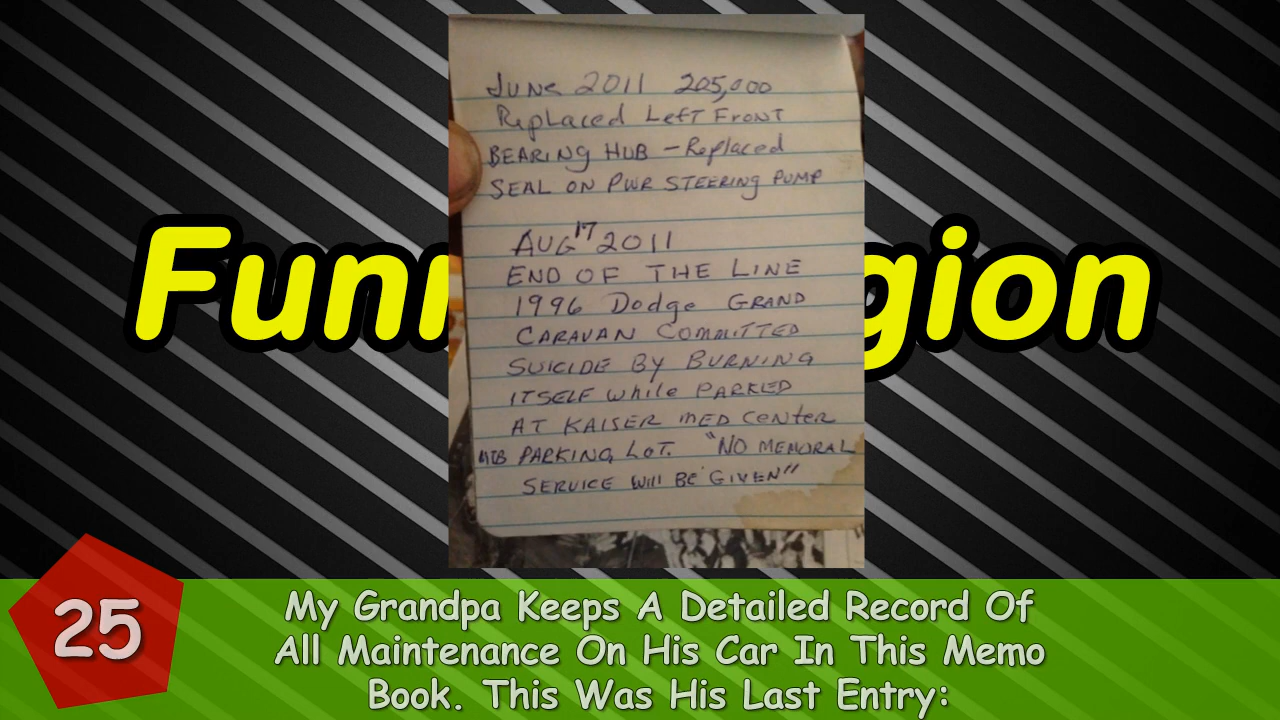 June 2011 205,000
Replaced Left Front
BEARING HUB - Replaced
SEAL ON PWR STEERING PUMP
AUG 17 2011
END OF THE LINE
1996 Dodge GRAND
CARAVAN COMMITTED
SUICIDE BY BURNING
ITSELF while PARKED
AT KAISER MED CENTER
PARKING LOT. "NO MEMORAL
SERVICE WILL BE GIVEN"
Funn gion
25
My Grandpa Keeps A Detailed Record Of
All Maintenance On His Car In This Memo
Book. This Was His Last Entry: